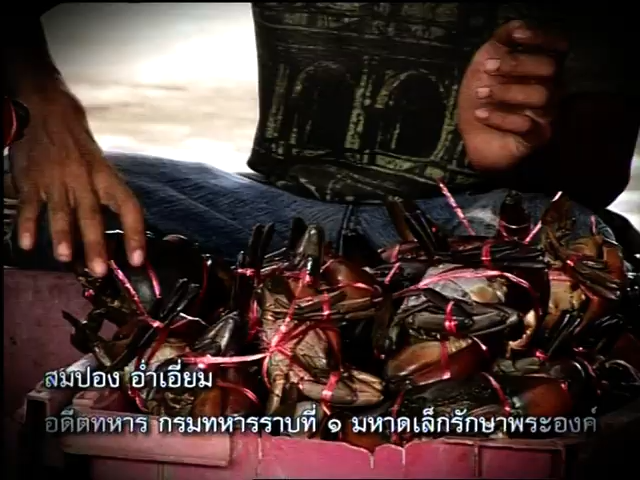 สมปอง อ่ำเอี่ยม
อดีตทหาร กรมทหารราบที่ ๑ มหาดเล็กรักษาพระองค์